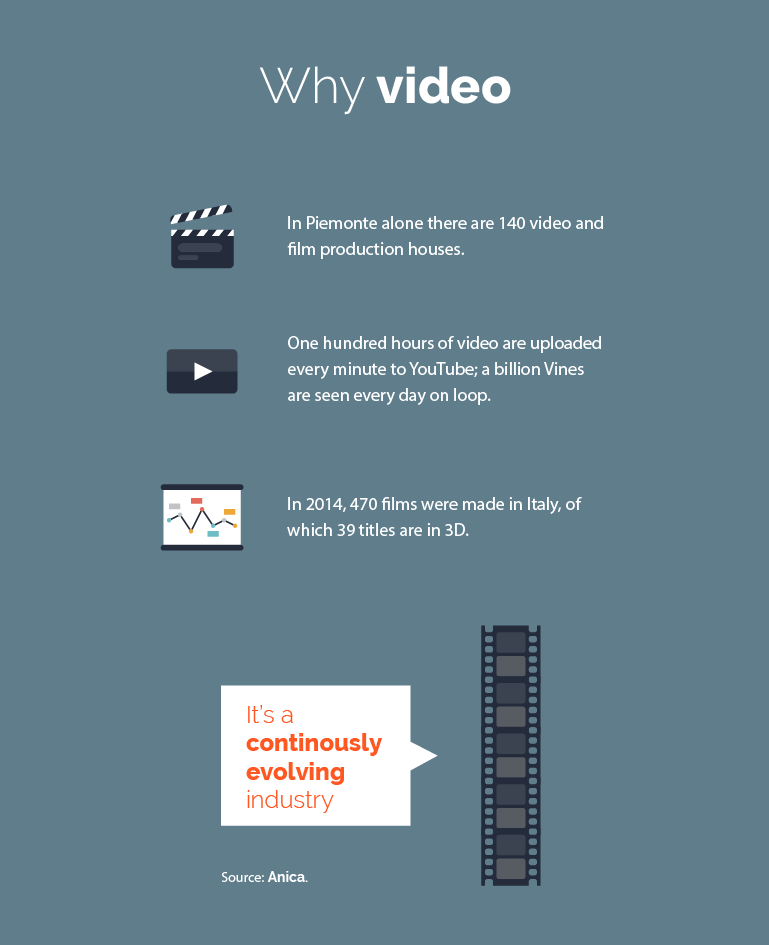 Why video
In Piemonte alone there are 140 video and
film production houses.
One hundred hours of video are uploaded
every minute to YouTube; a billion Vines
are seen every day on loop.
In 2014, 470 films were made in Italy, of
which 39 titles are in 3D.
It's a
continously
evolving
industry
Source: Anica.